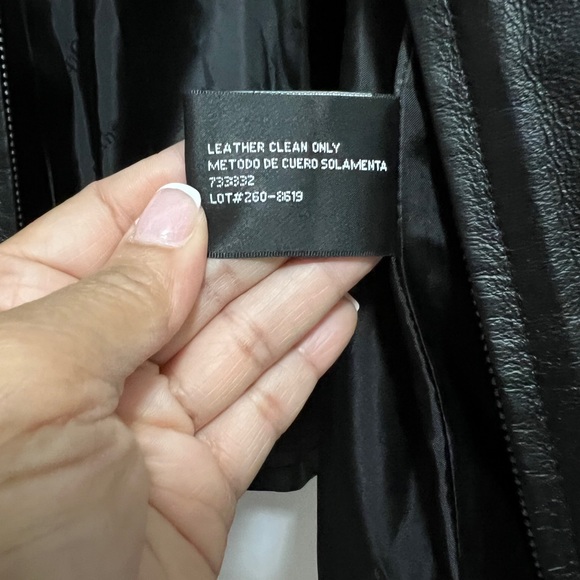 LEATHER CLEAN ONLY
METODO DE CUERO SOLAMENTA
733832
LOT#260-8619